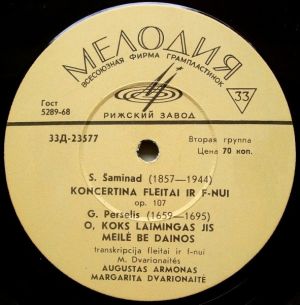 МЕЛОДИЯ
ВСЕСОЮЗНАЯ ФИРМА ГРАМПЛАСТИНОК
33
Гост
5289-68
РИЖСКИЙ ЗАВОД
33Д-23577
Вторая группа
Цена 70 коп.
S. Saminad (1857—1944)
KONCERTINA FLEITAI IR F-NUI
op. 107
G. Perselis (1659—1695)
O, KOKS LAIMINGAS JIS
MEILĖ BE DAINOS
transkripcija fleitai ir f-nui
M. Dvarionaitės
AUGUSTAS ARMONAS
MARGARITA DVARIONAITĖ